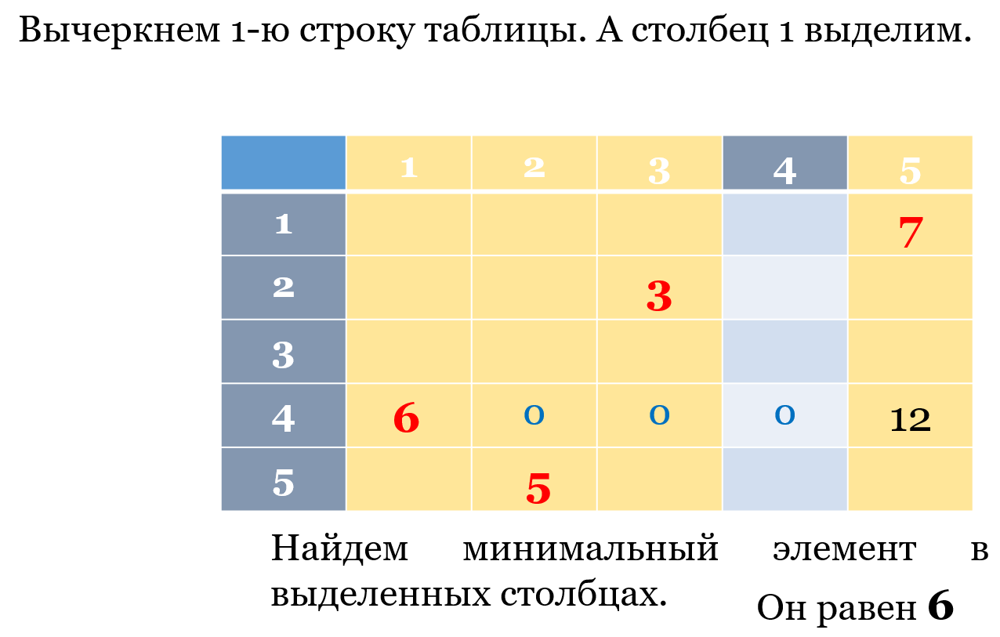 Вычеркнем 1-ю строку таблицы. А столбец 1 выделим.
1 2 3 4 5
1 7
2 3
3
4 6 0 0 0 12
5 5
Найдем минимальный элемент в
выделенных столбцах.
Он равен 6